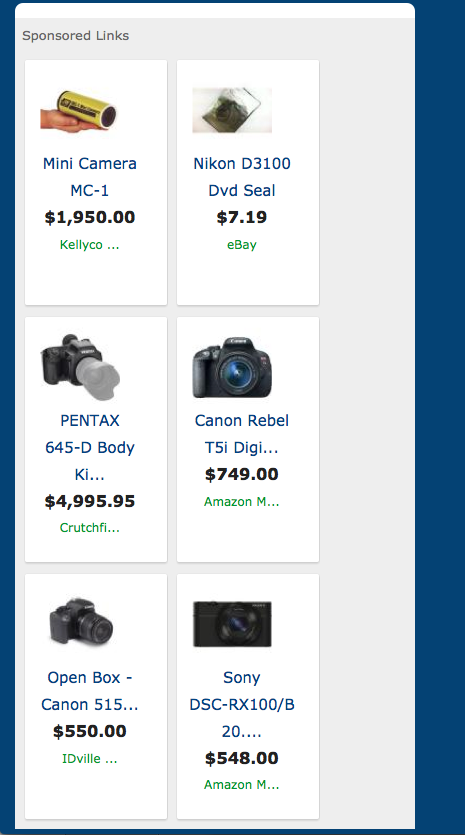 Sponsored Links
Mini Camera
MC-1
$1,950.00
Kellyco ...
Nikon D3100
Dvd Seal
$7.19
eBay
PENTAX
645-D Body
Ki...
$4,995.95
Crutchfi...
Canon Rebel
T5i Digi...
$749.00
Amazon M...
Open Box -
Canon 515...
$550.00
IDville ...
Sony
DSC-RX100/B
20....
$548.00
Amazon M...